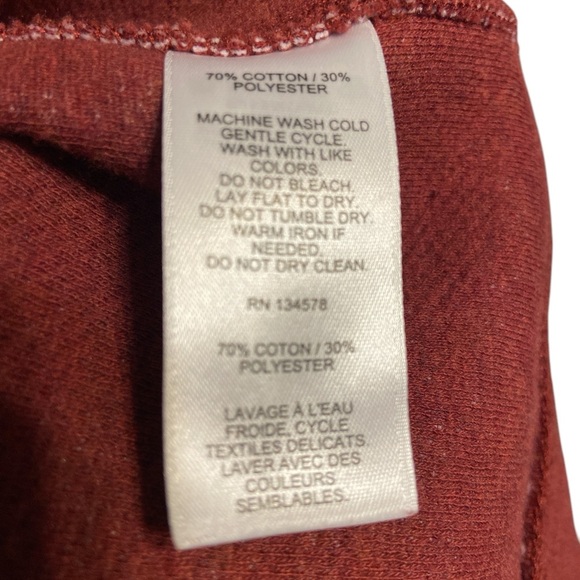 70% COTTON / 30%
POLYESTER
MACHINE WASH COLD
GENTLE CYCLE.
WASH WITH LIKE
COLORS.
DO NOT BLEACH.
LAY FLAT TO DRY.
DO NOT TUMBLE DRY.
WARM IRON IF
NEEDED.
DO NOT DRY CLEAN.
RN 134578
70% COTON / 30%
POLYESTER
LAVAGE À L'EAU
FROIDE, CYCLE
TEXTILES DELICATS.
LAVER AVEC DES
COULEURS
SEMBLABLES.